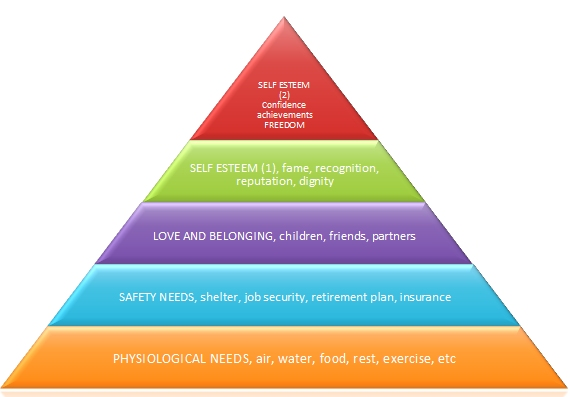 SELF ESTEEM
(2)
Confidence
achievements
FREEDOM
SELF ESTEEM (1), fame, recognition,
reputation, dignity
LOVE AND BELONGING, children, friends, partners
SAFETY NEEDS, shelter, job security, retirement plan, insurance
PHYSIOLOGICAL NEEDS, air, water, food, rest, exercise, etc